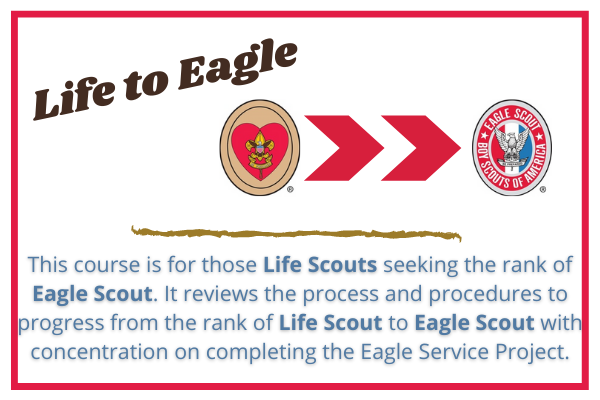 Life to Eagle
EAGLE SCOUT
BOY SCOUTS OF AMERICA
®
®
This course is for those Life Scouts seeking the rank of
Eagle Scout. It reviews the process and procedures to
progress from the rank of Life Scout to Eagle Scout with
concentration on completing the Eagle Service Project.